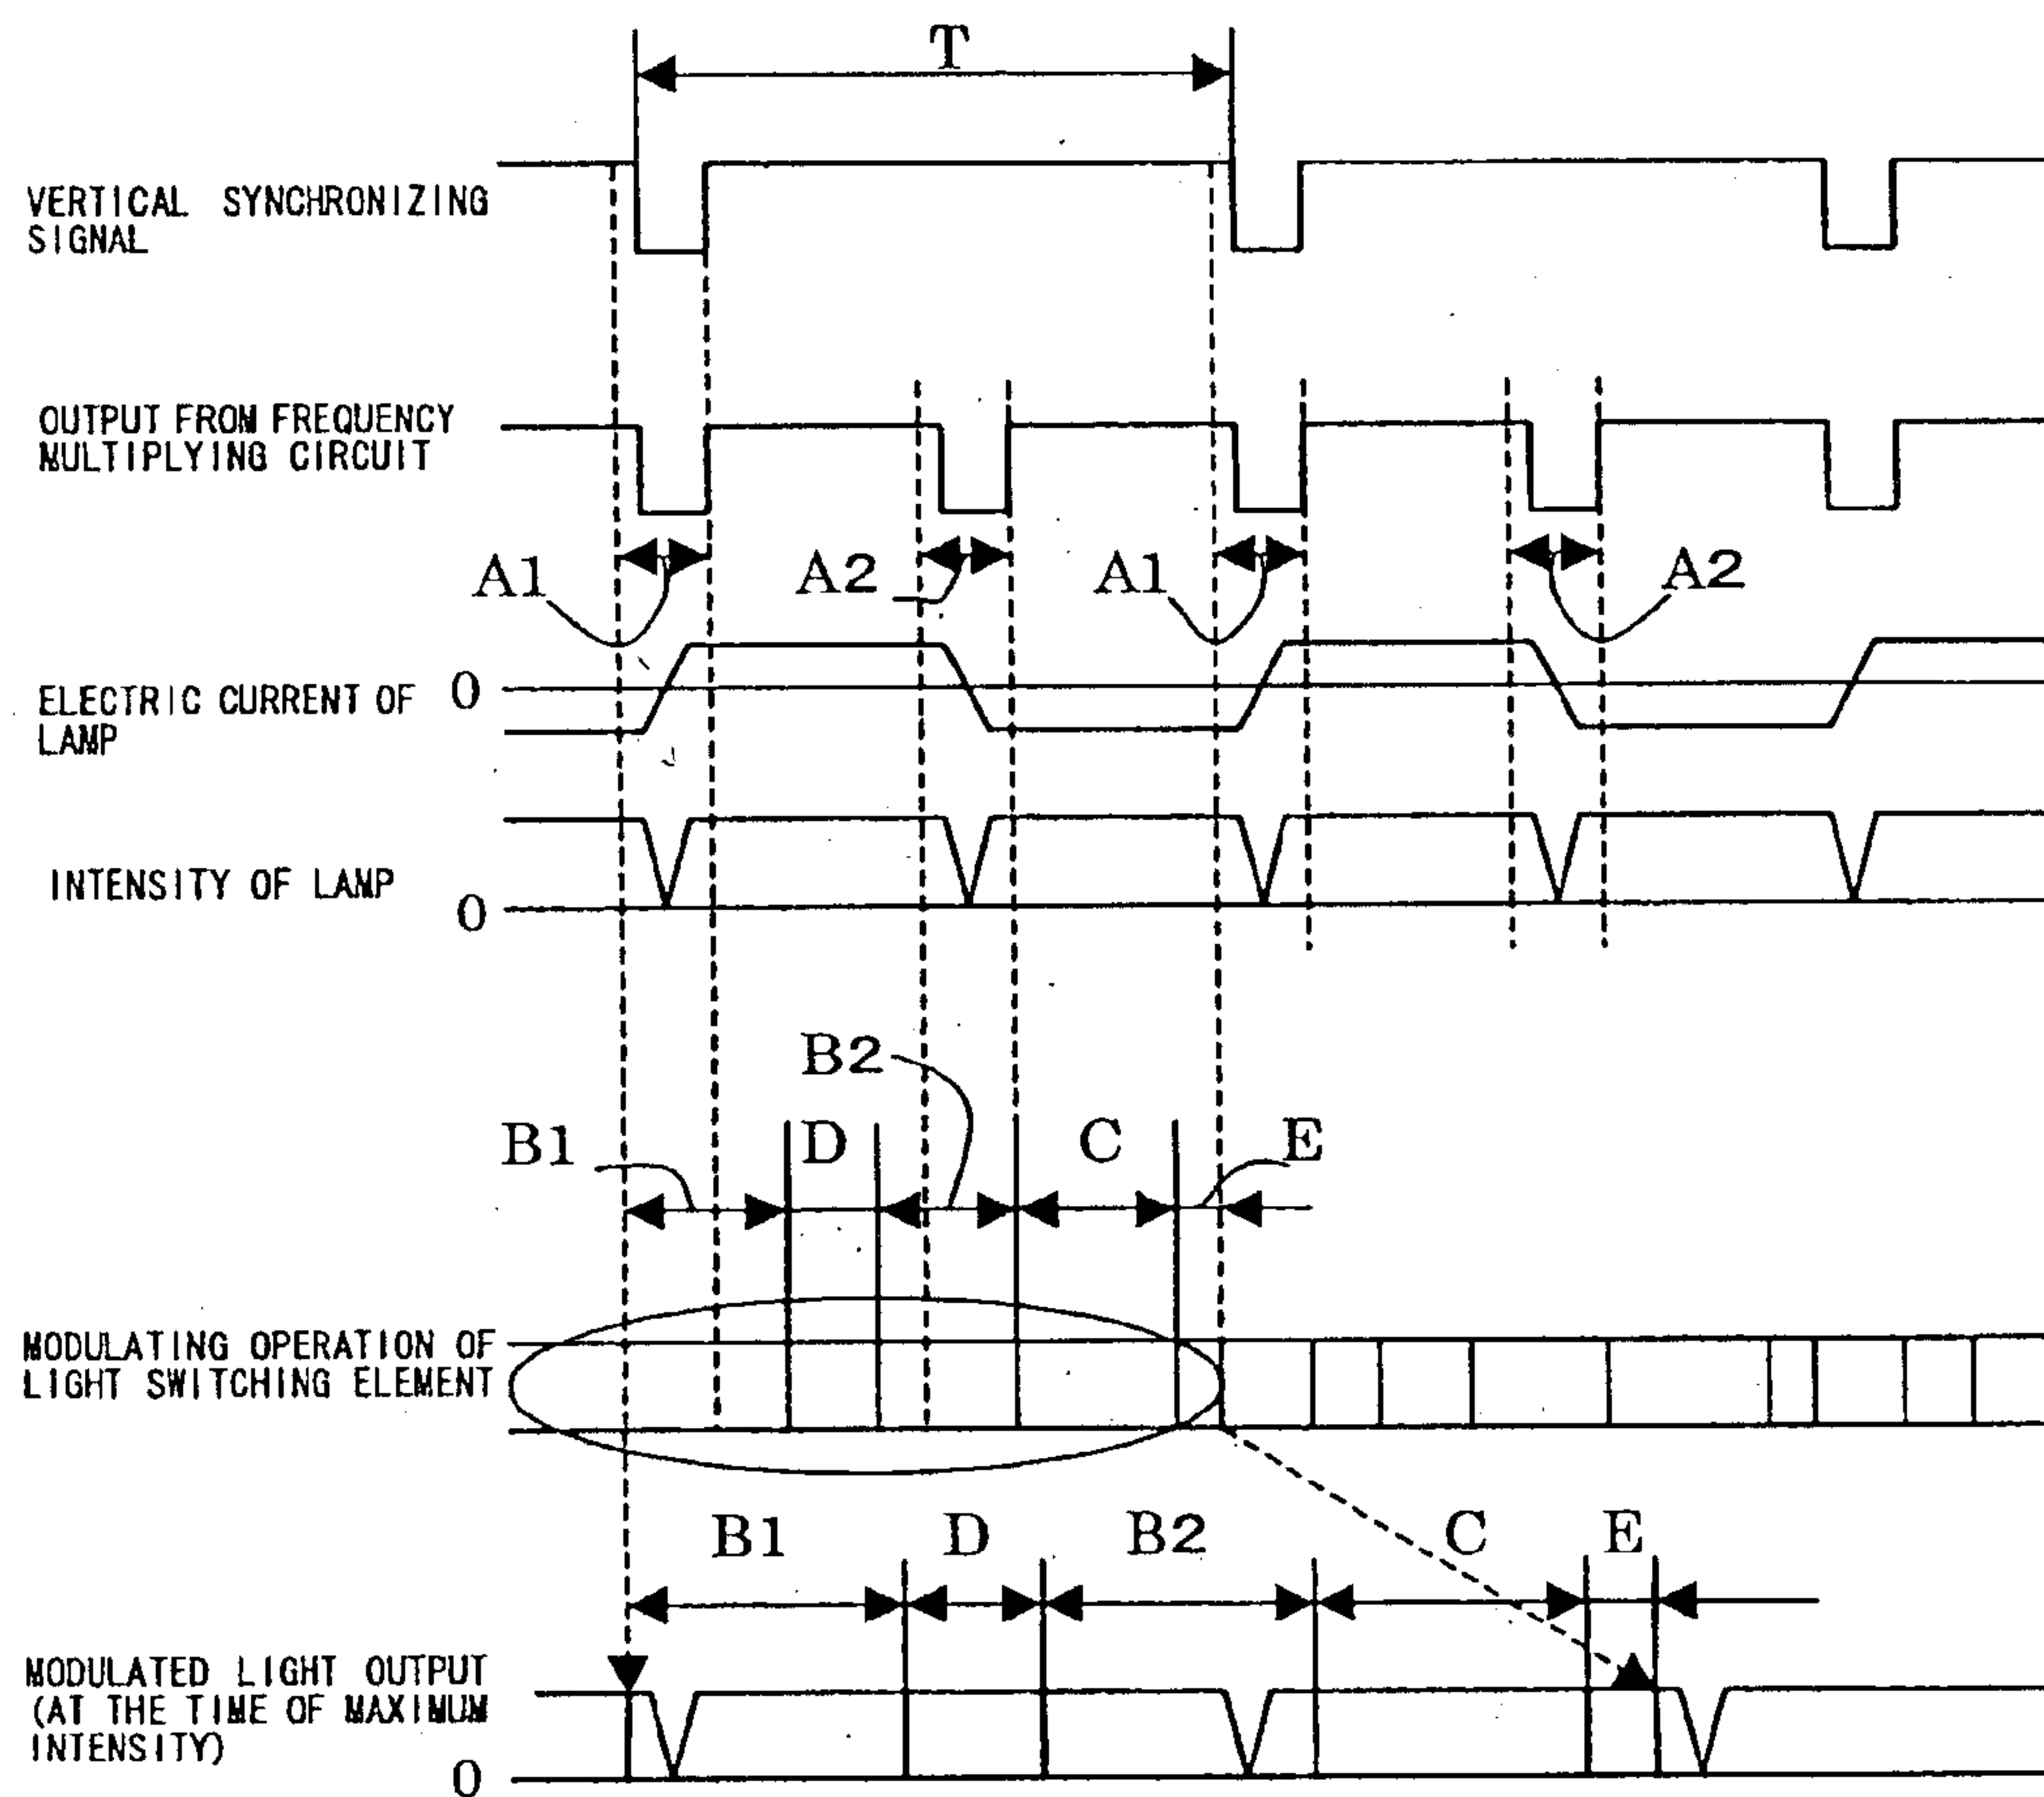 T
VERTICAL SYNCHRONIZING
SIGNAL
OUTPUT FROM FREQUENCY
MULTIPLYING CIRCUIT
A1 A2 A1 A2
ELECTRIC CURRENT OF
LAMP
0
INTENSITY OF LAMP
0
B2
B1 D C E
MODULATING OPERATION OF
LIGHT SWITCHING ELEMENT
B1 D B2 C E
MODULATED LIGHT OUTPUT
(AT THE TIME OF MAXIMUM
INTENSITY)
0